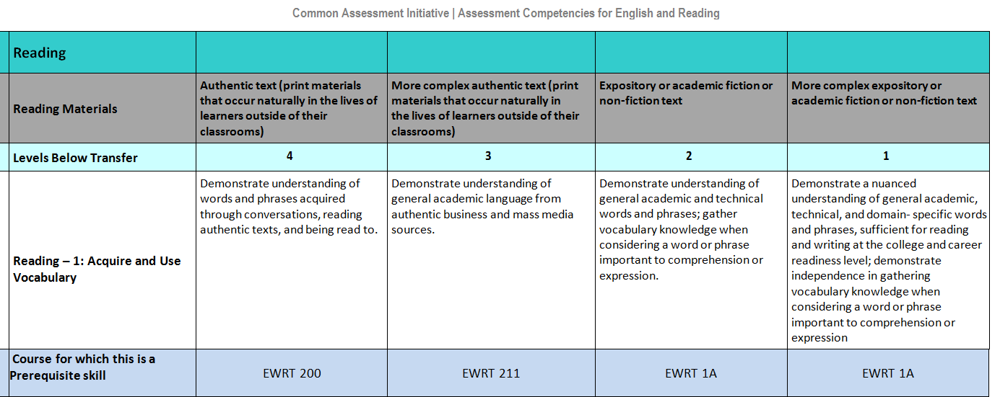 Common Assessment Initiative | Assessment Competencies for English and Reading
Reading
Reading Materials
Authentic text (print materials
that occur naturally in the lives of
learners outside of their
classrooms)
More complex authentic text (print
materials that occur naturally in
the lives of learners outside of their
classrooms)
Expository or academic fiction or
non-fiction text
More complex expository or
academic fiction or non-fiction text
Levels Below Transfer
4
3
2
1
Reading – 1: Acquire and Use
Vocabulary
Demonstrate understanding of
words and phrases acquired
through conversations, reading
authentic texts, and being read to.
Demonstrate understanding of
general academic language from
authentic business and mass media
sources.
Demonstrate understanding of
general academic and technical
words and phrases; gather
vocabulary knowledge when
considering a word or phrase
important to comprehension or
expression.
Demonstrate a nuanced
understanding of general academic,
technical, and domain- specific words
and phrases, sufficient for reading
and writing at the college and career
readiness level; demonstrate
independence in gathering
vocabulary knowledge when
considering a word or phrase
important to comprehension or
expression
Course for which this is a
Prerequisite skill
EWRT 200
EWRT 211
EWRT 1A
EWRT 1A